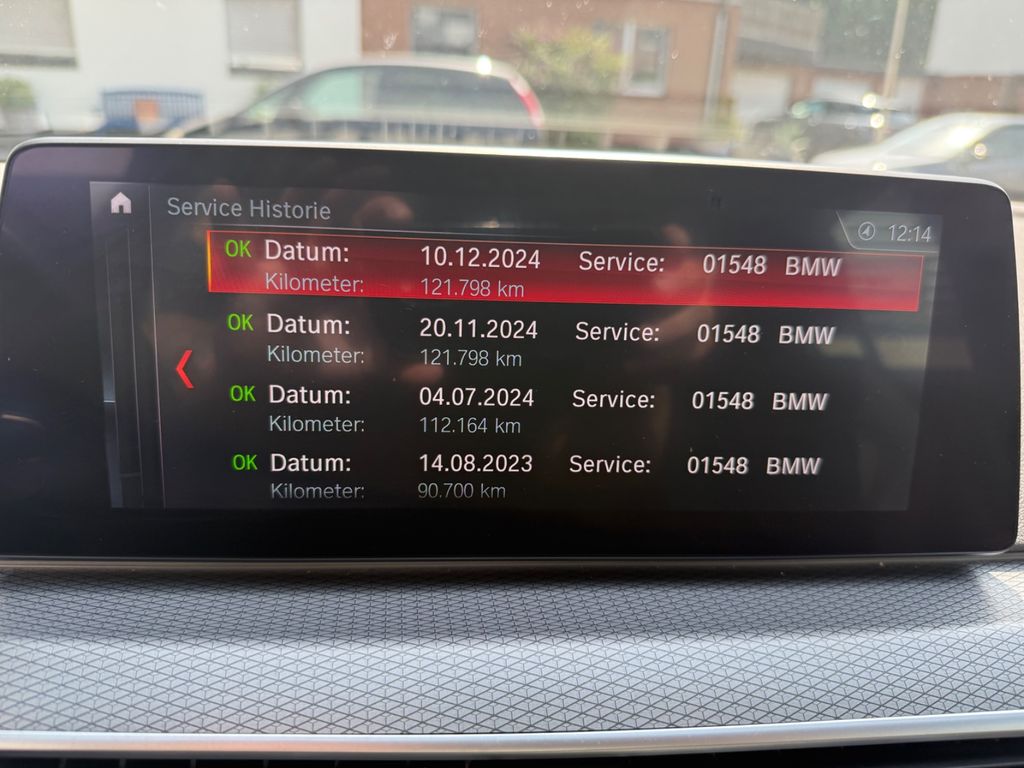 Service Historie
12:14
OK Datum: 10.12.2024 Service: 01548 BMW
Kilometer: 121.798 km
OK Datum: 20.11.2024 Service: 01548 BMW
Kilometer: 121.798 km
OK Datum: 04.07.2024 Service: 01548 BMW
Kilometer: 112.164 km
OK Datum: 14.08.2023 Service: 01548 BMW
Kilometer: 90.700 km